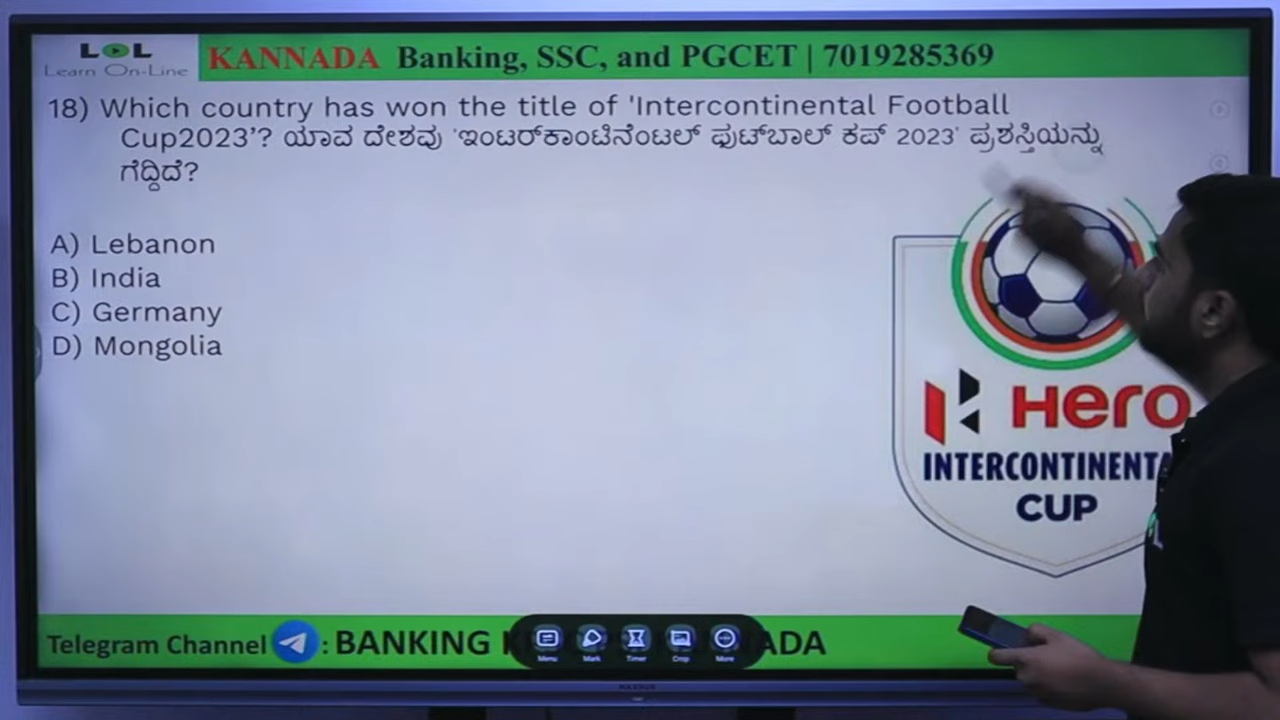 LOL
Learn On-Line
KANNADA Banking, SSC, and PGCET | 7019285369
18) Which country has won the title of 'Intercontinental Football
Cup2023'? ಯಾವ ದೇಶವು 'ಇಂಟರ್‌ಕಾಂಟಿನೆಂಟಲ್ ಫುಟ್‌ಬಾಲ್ ಕಪ್ 2023' ಪ್ರಶಸ್ತಿಯನ್ನು
ಗೆದ್ದಿದೆ?
A) Lebanon
B) India
C) Germany
D) Mongolia
Hero
INTERCONTINENTA
CUP
Telegram Channel : BANKING K ADA
Menu Mark Timer Crop More